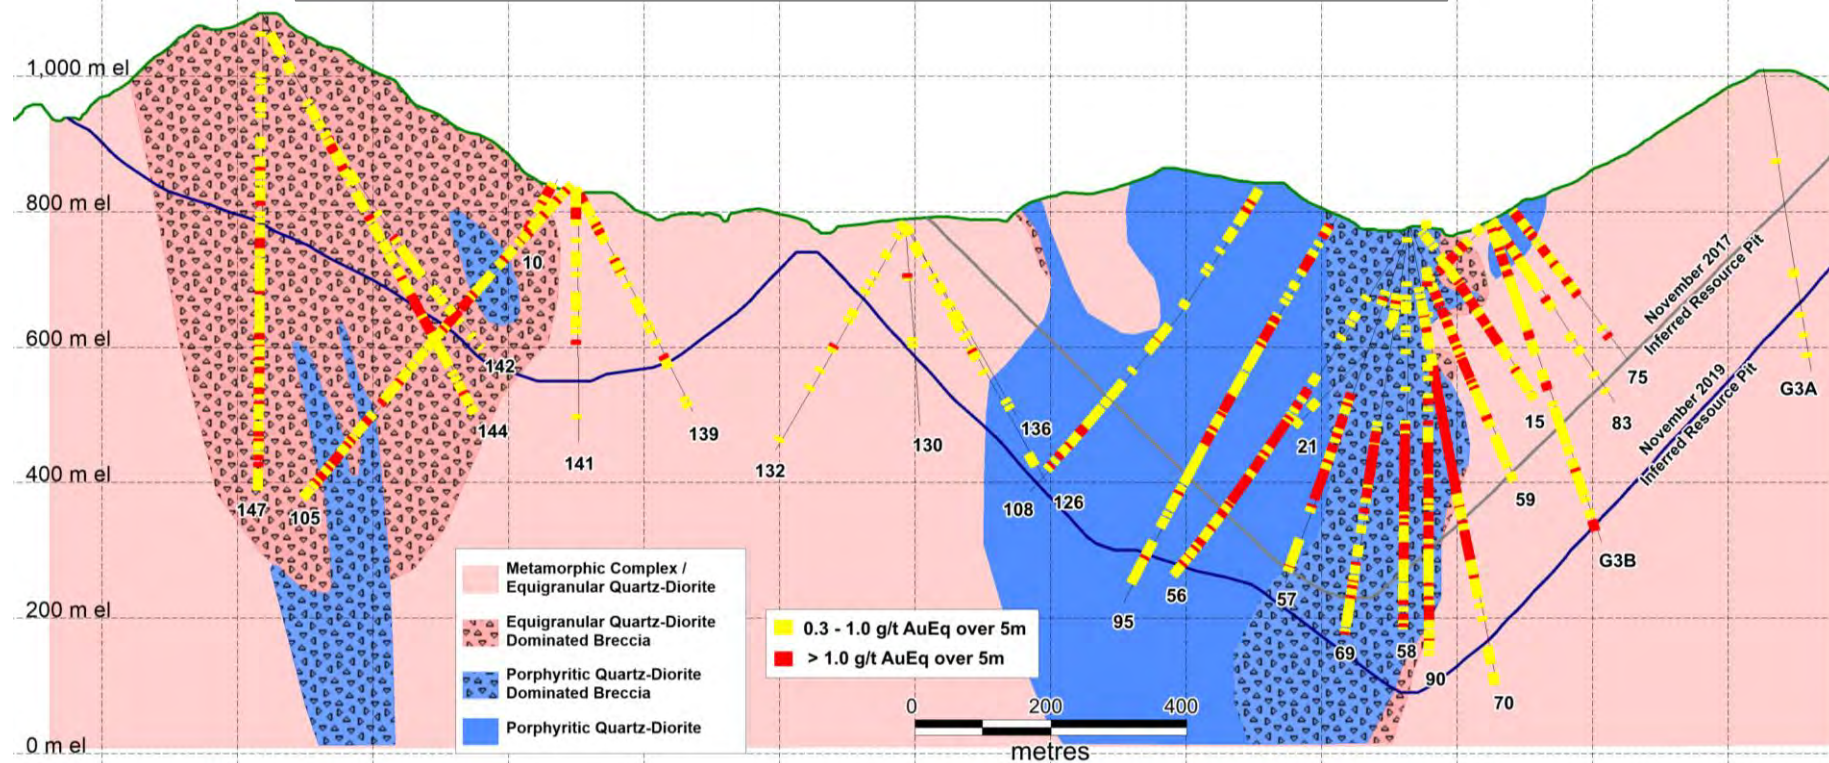 1,000 m el
800 m el
600 m el
400 m el
200 m el
0 m el
10
142
144
147
105
141
139
132
130
136
108
126
95
56
21
57
69
58
90
70
59
15
83
75
G3B
G3A
November 2017
Inferred Resource Pit
November 2019
Inferred Resource Pit
Metamorphic Complex /
Equigranular Quartz-Diorite
Equigranular Quartz-Diorite
Dominated Breccia
Porphyritic Quartz-Diorite
Dominated Breccia
Porphyritic Quartz-Diorite
0.3 - 1.0 g/t AuEq over 5m
> 1.0 g/t AuEq over 5m
0 200 400
metres